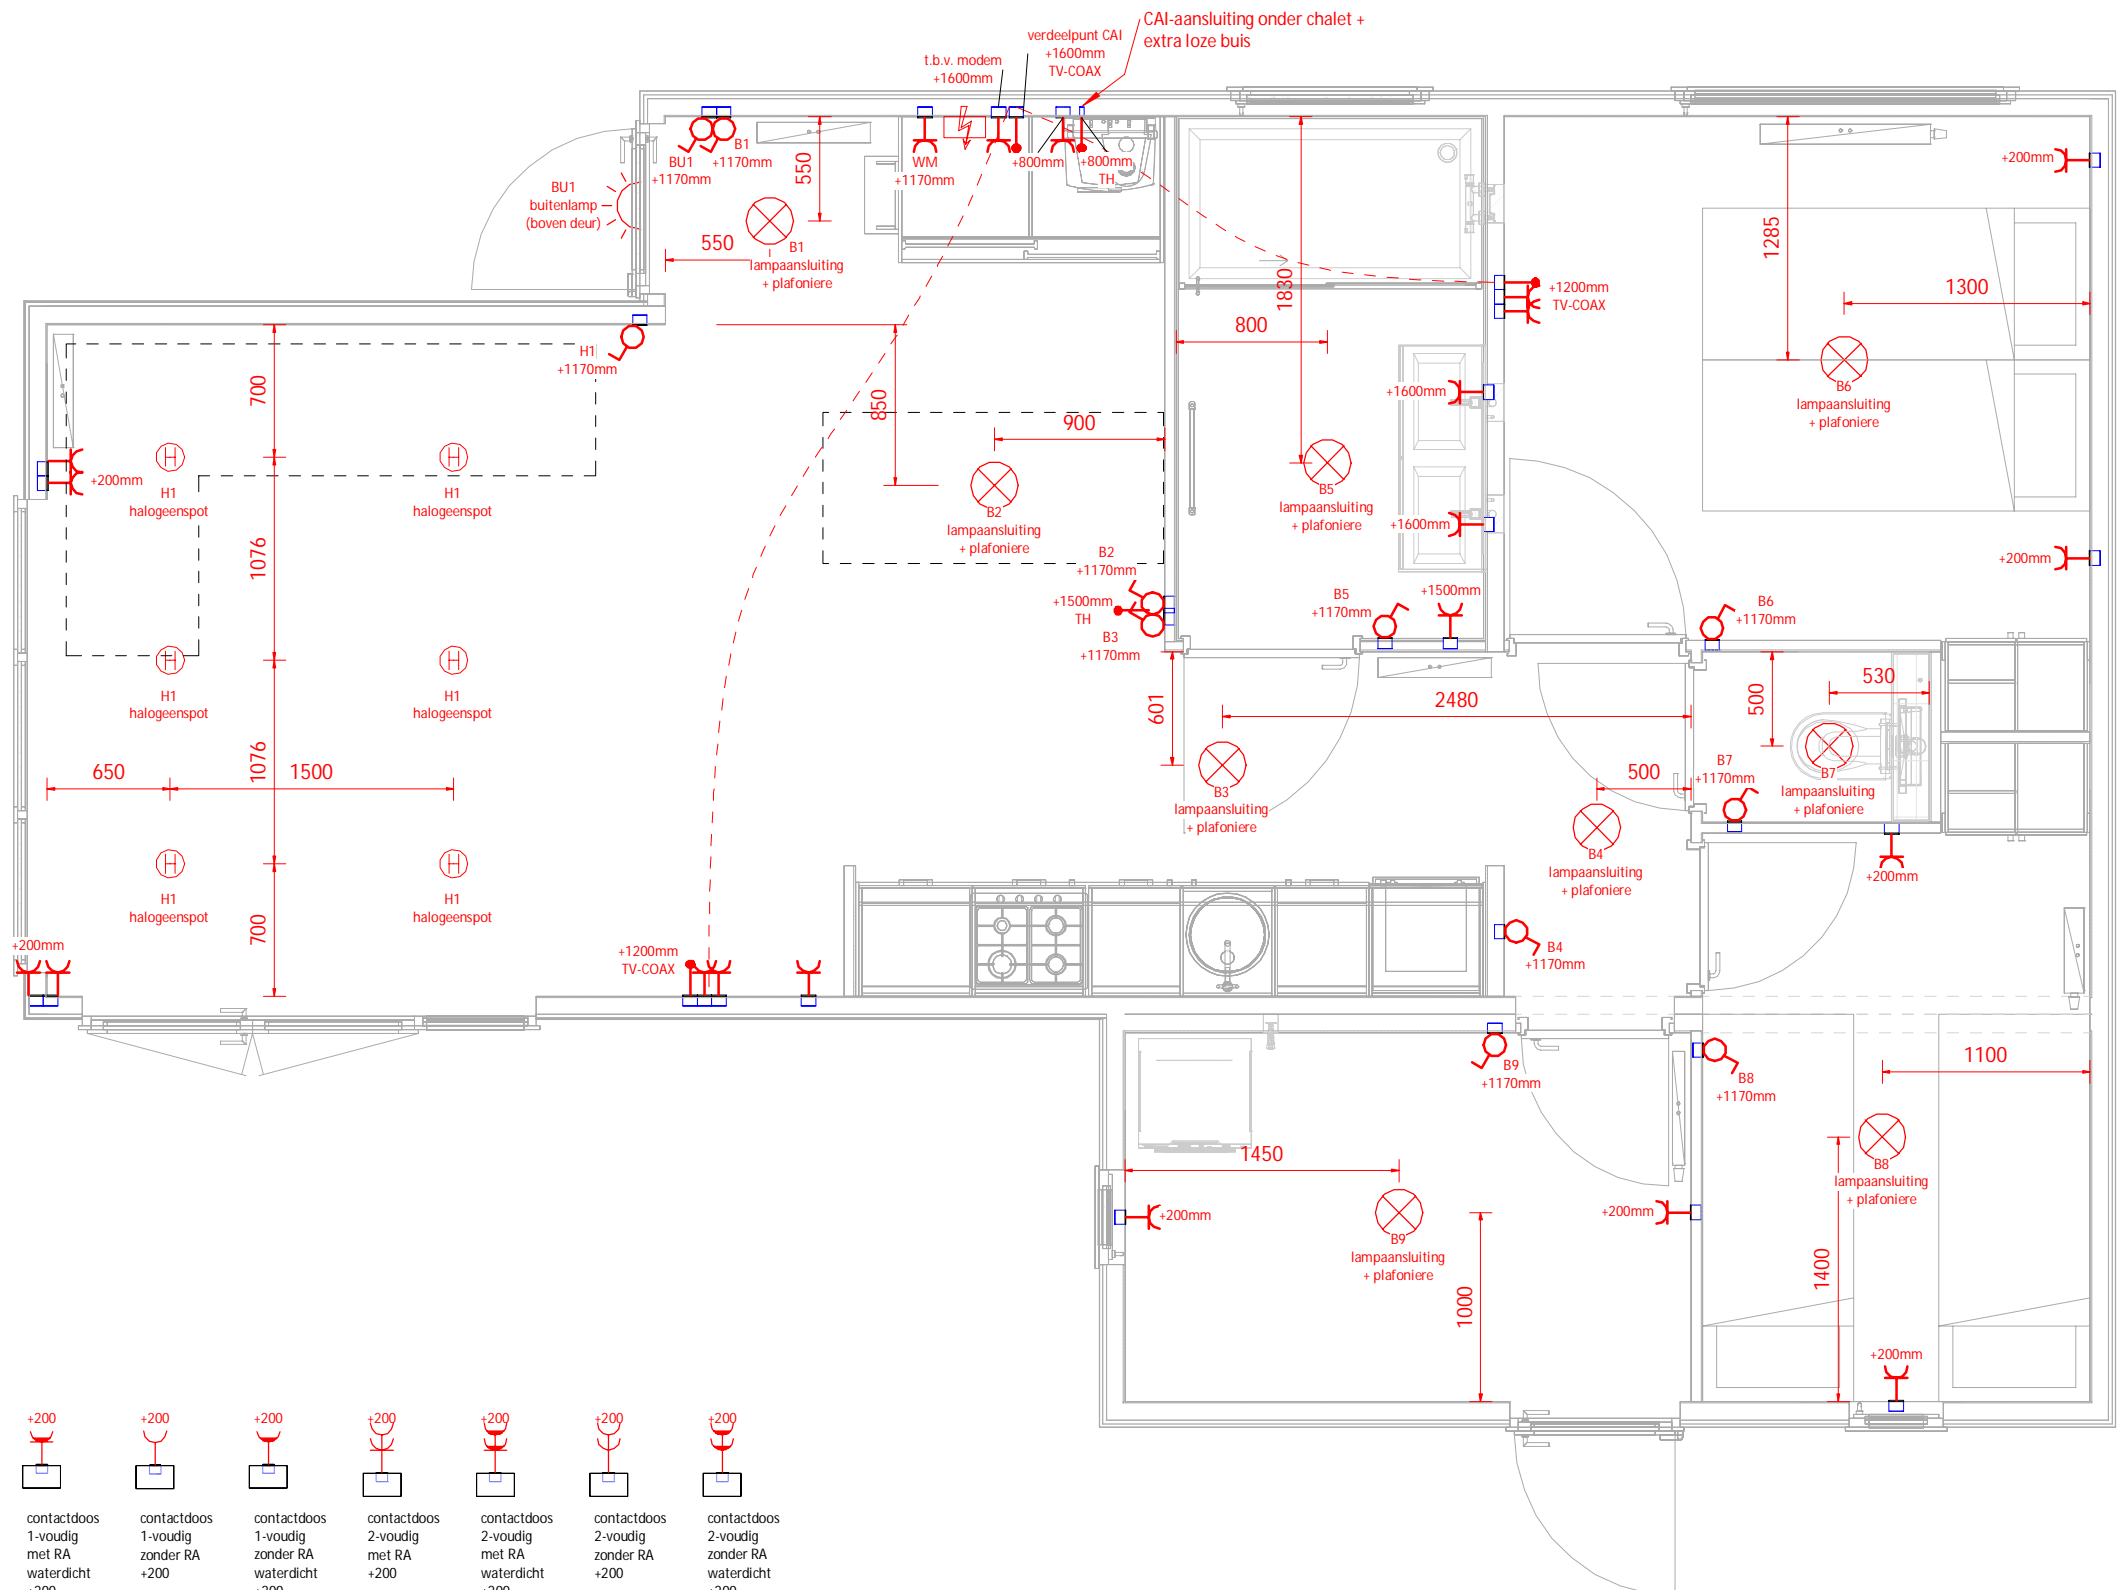 CAI-aansluiting onder chalet +
extra loze buis
verdeelpunt CAI
+1600mm
TV-COAX
t.b.v. modem
+1600mm
BU1
+1170mm
B1
+1170mm
WM
+1170mm
+800mm
+800mm
TH
BU1
buitenlamp
(boven deur)
550
550
B1
lampaansluiting
+ plafoniere
+200mm
1285
1300
1830
800
+1200mm
TV-COAX
H1
+1170mm
700
850
900
+1600mm
B6
lampaansluiting
+ plafoniere
+200mm
H1
halogeenspot
H1
halogeenspot
B2
lampaansluiting
+ plafoniere
B5
lampaansluiting
+ plafoniere
+1600mm
1076
+200mm
B2
+1170mm
+1500mm
TH
B3
+1170mm
B5
+1170mm
+1500mm
B6
+1170mm
H1
halogeenspot
H1
halogeenspot
601
2480
500
530
1076
650
1500
500
B3
lampaansluiting
+ plafoniere
B7
+1170mm
B7
lampaansluiting
+ plafoniere
B4
lampaansluiting
+ plafoniere
+200mm
H1
halogeenspot
H1
halogeenspot
700
+200mm
+1200mm
TV-COAX
B4
+1170mm
B9
+1170mm
B8
+1170mm
1100
1450
B8
lampaansluiting
+ plafoniere
+200mm
+200mm
B9
lampaansluiting
+ plafoniere
1400
1000
+200mm
+200
+200
+200
+200
+200
+200
+200
contactdoos
1-voudig
met RA
waterdicht
+200
contactdoos
1-voudig
zonder RA
+200
contactdoos
1-voudig
zonder RA
waterdicht
+200
contactdoos
2-voudig
met RA
+200
contactdoos
2-voudig
met RA
waterdicht
+200
contactdoos
2-voudig
zonder RA
+200
contactdoos
2-voudig
zonder RA
waterdicht
+200